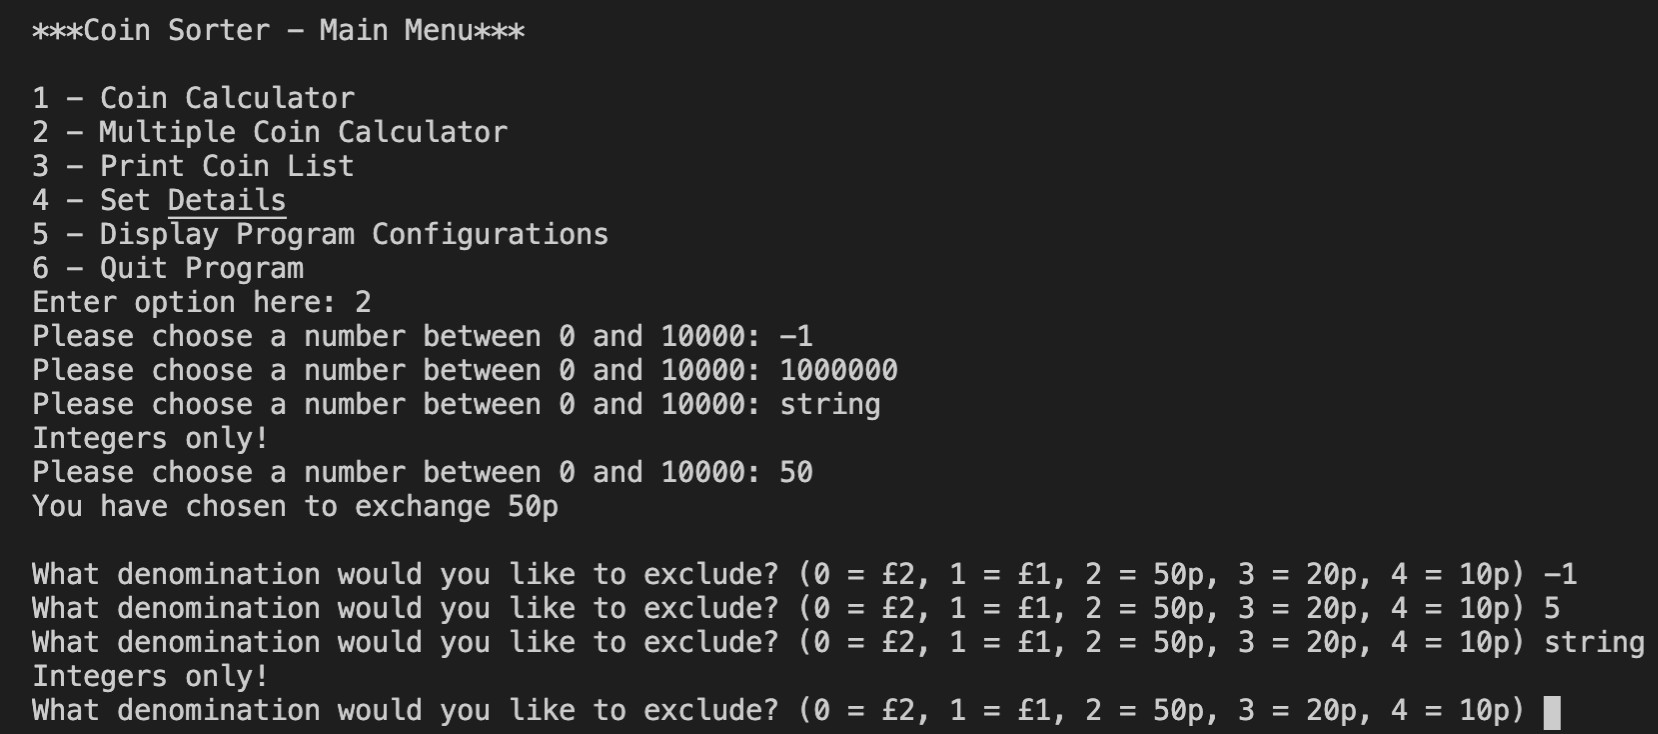 ***Coin Sorter – Main Menu***
1 – Coin Calculator
2 – Multiple Coin Calculator
3 – Print Coin List
4 – Set Details
5 – Display Program Configurations
6 – Quit Program
Enter option here: 2
Please choose a number between 0 and 10000: –1
Please choose a number between 0 and 10000: 1000000
Please choose a number between 0 and 10000: string
Integers only!
Please choose a number between 0 and 10000: 50
You have chosen to exchange 50p
What denomination would you like to exclude? (0 = £2, 1 = £1, 2 = 50p, 3 = 20p, 4 = 10p) –1
What denomination would you like to exclude? (0 = £2, 1 = £1, 2 = 50p, 3 = 20p, 4 = 10p) 5
What denomination would you like to exclude? (0 = £2, 1 = £1, 2 = 50p, 3 = 20p, 4 = 10p) string
Integers only!
What denomination would you like to exclude? (0 = £2, 1 = £1, 2 = 50p, 3 = 20p, 4 = 10p)